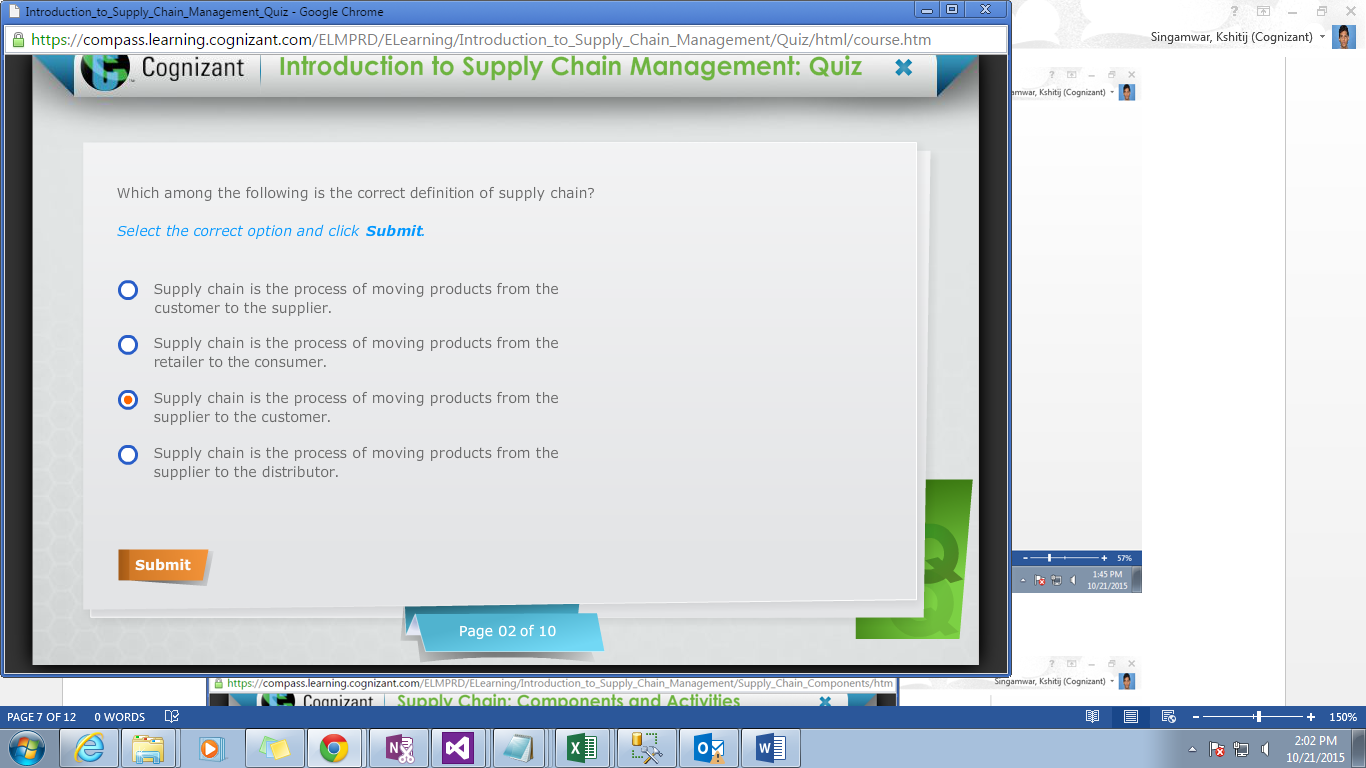 Introduction_to_Supply_Chain_Management_Quiz - Google Chrome
https://compass.learning.cognizant.com/ELMPRD/ELearning/Introduction_to_Supply_Chain_Management/Quiz/html/course.htm
Singamwar, Kshitij (Cognizant)
Cognizant
Introduction to Supply Chain Management: Quiz
amwar, Kshitij (Cognizant)
Which among the following is the correct definition of supply chain?
Select the correct option and click Submit.
Supply chain is the process of moving products from the
customer to the supplier.
Supply chain is the process of moving products from the
retailer to the consumer.
Supply chain is the process of moving products from the
supplier to the customer.
Supply chain is the process of moving products from the
supplier to the distributor.
Submit
Page 02 of 10
57%
1:45 PM
10/21/2015
https://compass.learning.cognizant.com/ELMPRD/ELearning/Introduction_to_Supply_Chain_Management/Supply_Chain_Components/htm
Singamwar, Kshitij (Cognizant)
Cognizant
Supply Chain: Components and Activities
PAGE 7 OF 12
0 WORDS
150%
2:02 PM
10/21/2015